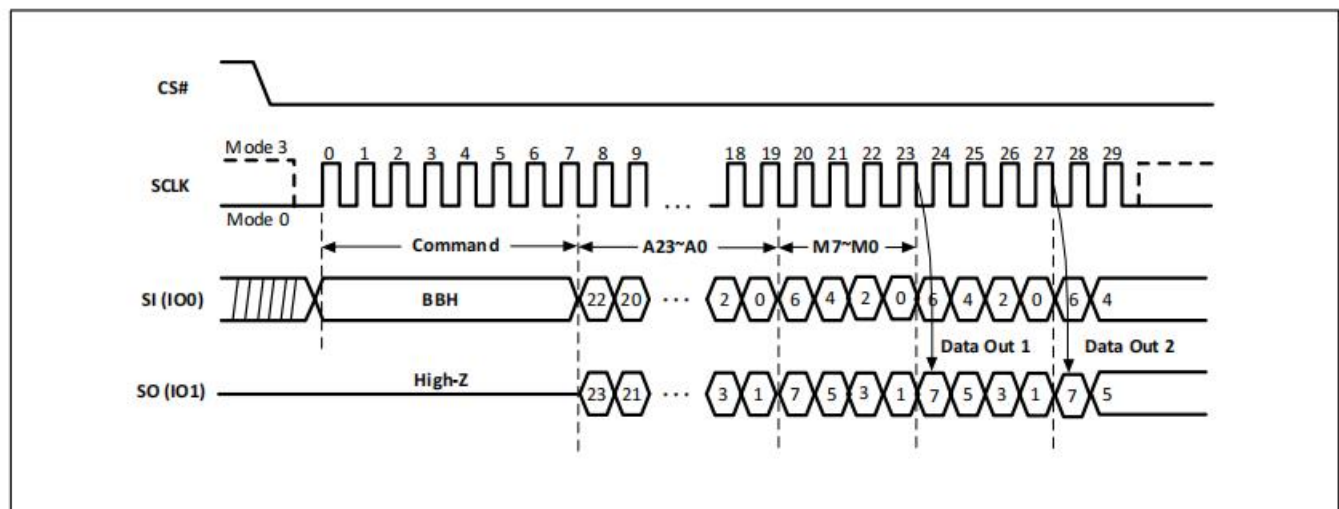 CS#
Mode 3
0 1 2 3 4 5 6 7 8 9 18 19 20 21 22 23 24 25 26 27 28 29
SCLK
...
Mode 0
Command A23~A0 M7~M0
SI (IO0) BBH 22 20 ... 2 0 6 4 2 0 6 4 2 0 6 4
Data Out 1 Data Out 2
High-Z
SO (IO1) 23 21 ... 3 1 7 5 3 1 7 5 3 1 7 5